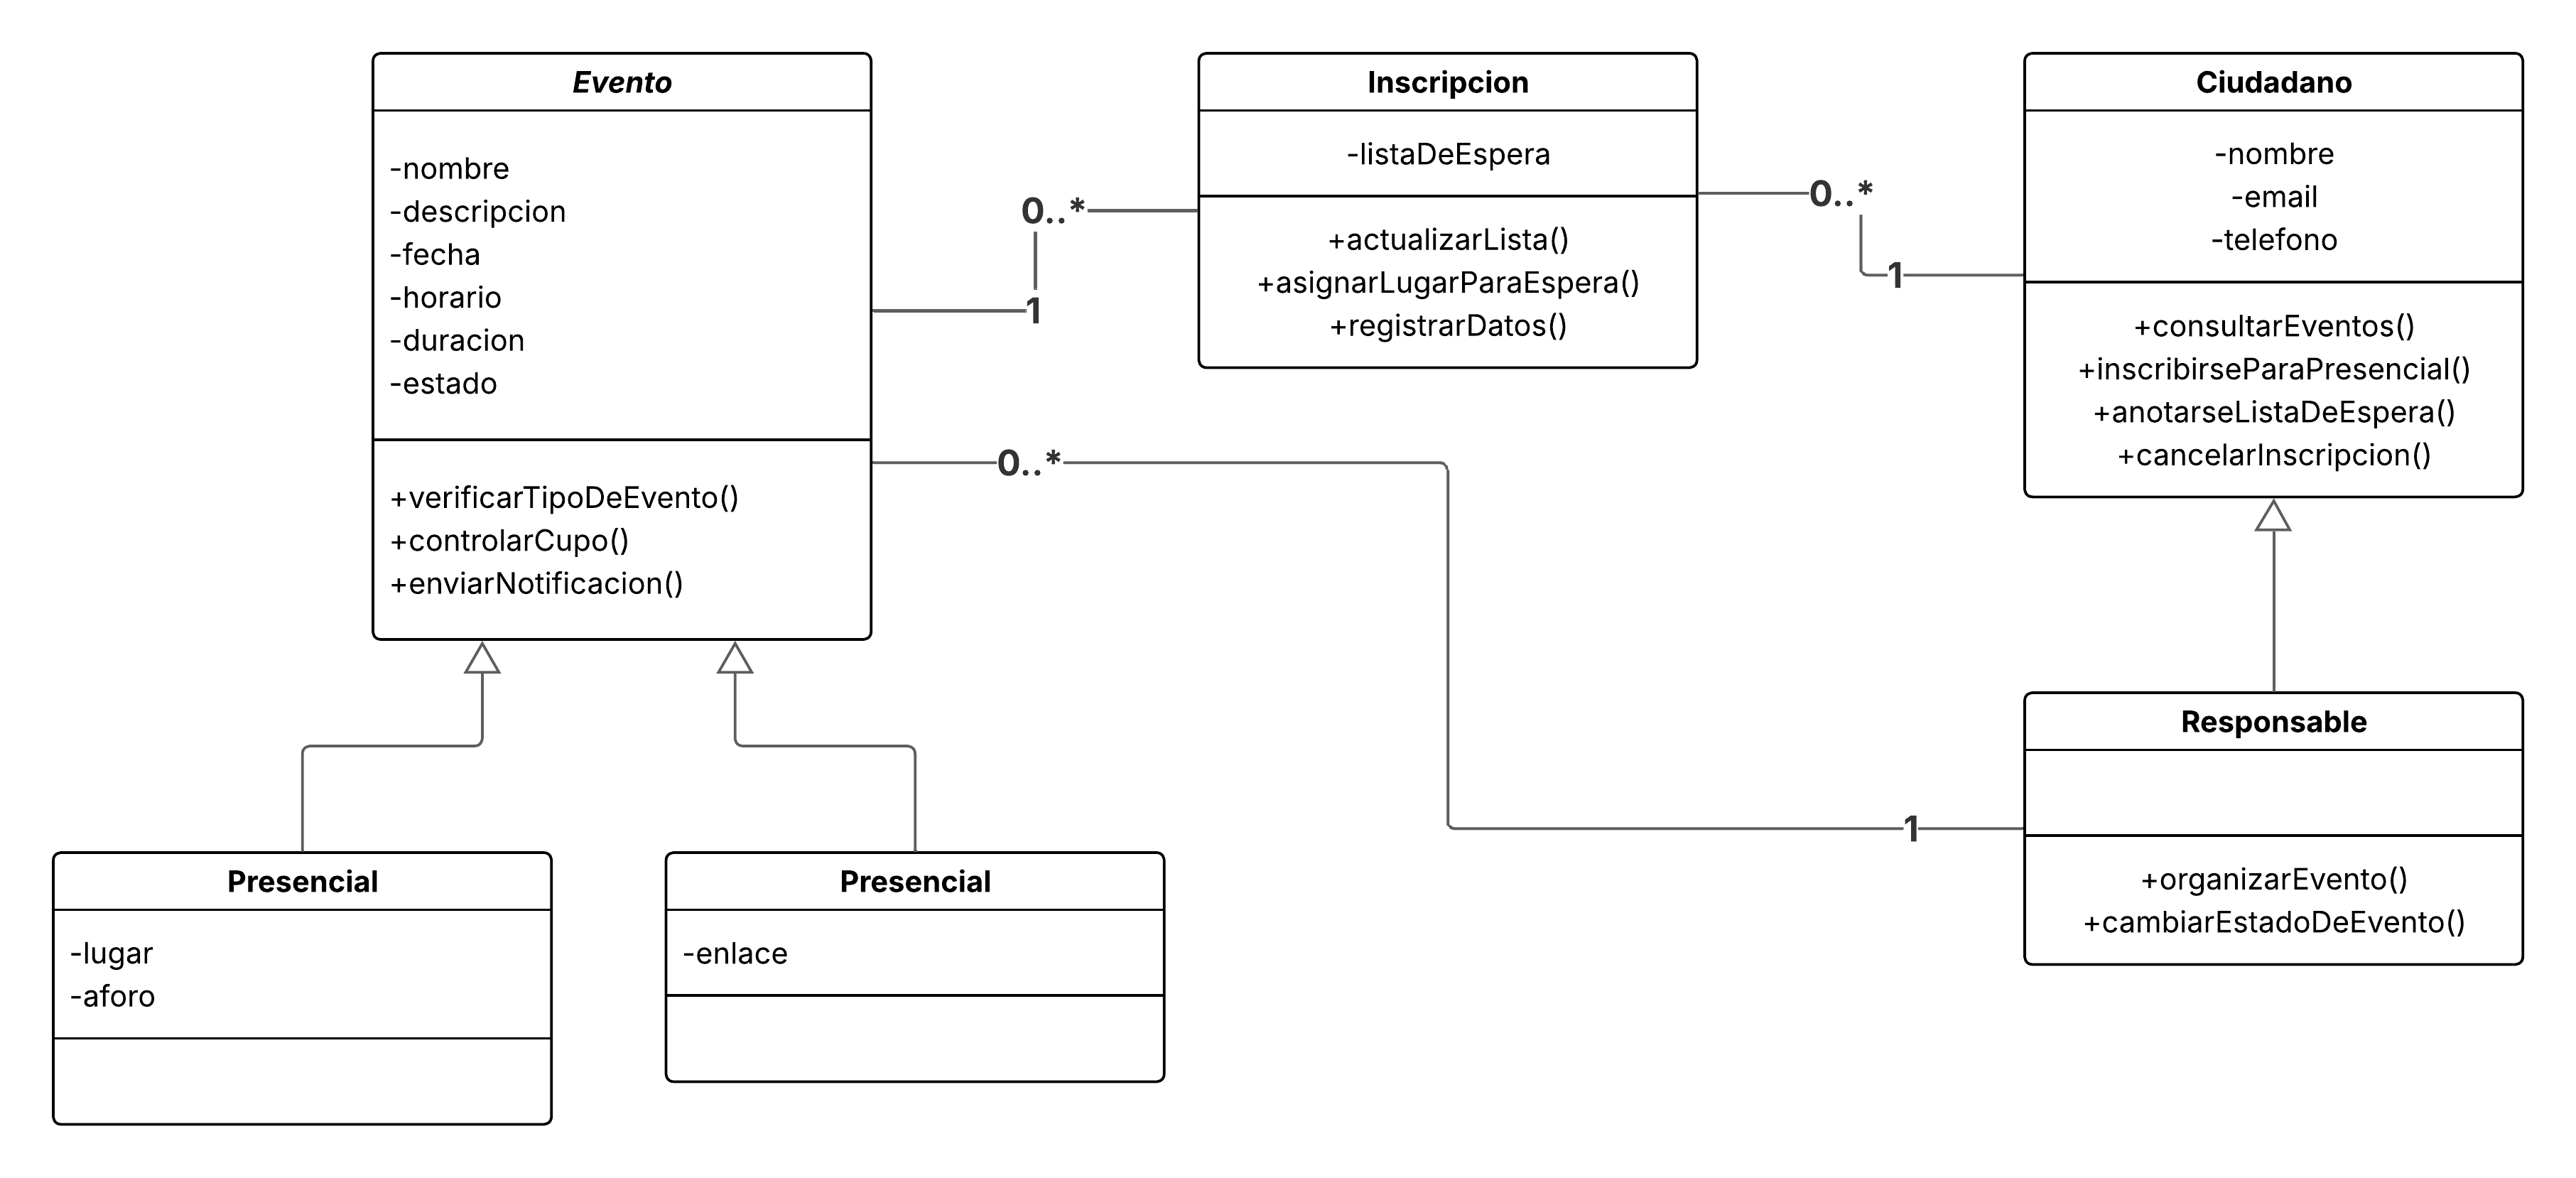 Evento
-nombre
-descripcion
-fecha
-horario
-duracion
-estado
+verificarTipoDeEvento()
+controlarCupo()
+enviarNotificacion()
Inscripcion
-listaDeEspera
+actualizarLista()
+asignarLugarParaEspera()
+registrarDatos()
Ciudadano
-nombre
-email
-telefono
+consultarEventos()
+inscribirseParaPresencial()
+anotarseListaDeEspera()
+cancelarInscripcion()
0..*
1
0..*
1
0..*
1
Responsable
+organizarEvento()
+cambiarEstadoDeEvento()
Presencial
-lugar
-aforo
Presencial
-enlace